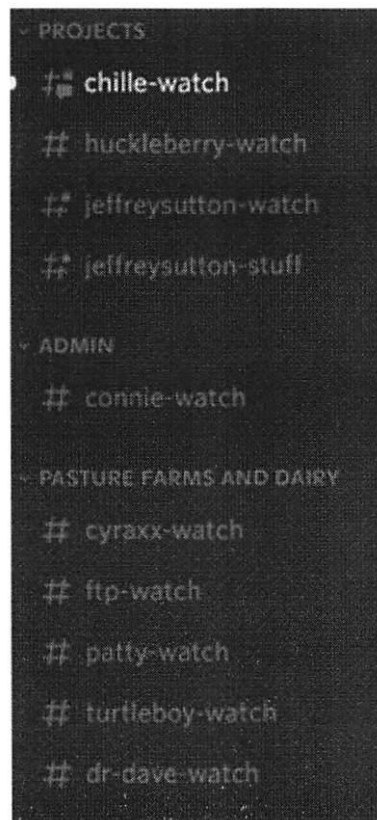 PROJECTS
# chille-watch
# huckleberry-watch
# jeffreysutton-watch
# jeffreysutton-stuff
ADMIN
# connie-watch
PASTURE FARMS AND DAIRY
# cyraxx-watch
# ftp-watch
# patty-watch
# turtleboy-watch
# dr-dave-watch